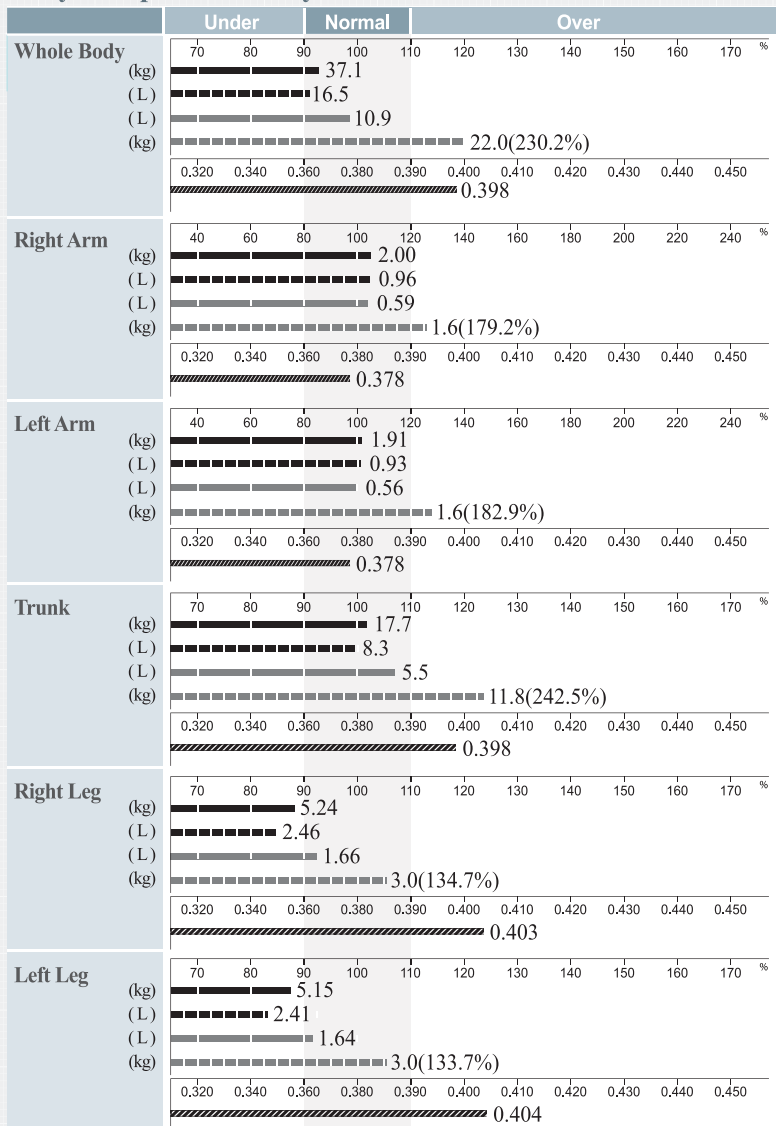 Under Normal Over
Whole Body
70 80 90 100 110 120 130 140 150 160 170 %
(kg) 37.1
(L) 16.5
(L) 10.9
(kg) 22.0(230.2%)
0.320 0.340 0.360 0.380 0.390 0.400 0.410 0.420 0.430 0.440 0.450
0.398
Right Arm
40 60 80 100 120 140 160 180 200 220 240 %
(kg) 2.00
(L) 0.96
(L) 0.59
(kg) 1.6(179.2%)
0.320 0.340 0.360 0.380 0.390 0.400 0.410 0.420 0.430 0.440 0.450
0.378
Left Arm
40 60 80 100 120 140 160 180 200 220 240 %
(kg) 1.91
(L) 0.93
(L) 0.56
(kg) 1.6(182.9%)
0.320 0.340 0.360 0.380 0.390 0.400 0.410 0.420 0.430 0.440 0.450
0.378
Trunk
70 80 90 100 110 120 130 140 150 160 170 %
(kg) 17.7
(L) 8.3
(L) 5.5
(kg) 11.8(242.5%)
0.320 0.340 0.360 0.380 0.390 0.400 0.410 0.420 0.430 0.440 0.450
0.398
Right Leg
70 80 90 100 110 120 130 140 150 160 170 %
(kg) 5.24
(L) 2.46
(L) 1.66
(kg) 3.0(134.7%)
0.320 0.340 0.360 0.380 0.390 0.400 0.410 0.420 0.430 0.440 0.450
0.403
Left Leg
70 80 90 100 110 120 130 140 150 160 170 %
(kg) 5.15
(L) 2.41
(L) 1.64
(kg) 3.0(133.7%)
0.320 0.340 0.360 0.380 0.390 0.400 0.410 0.420 0.430 0.440 0.450
0.404